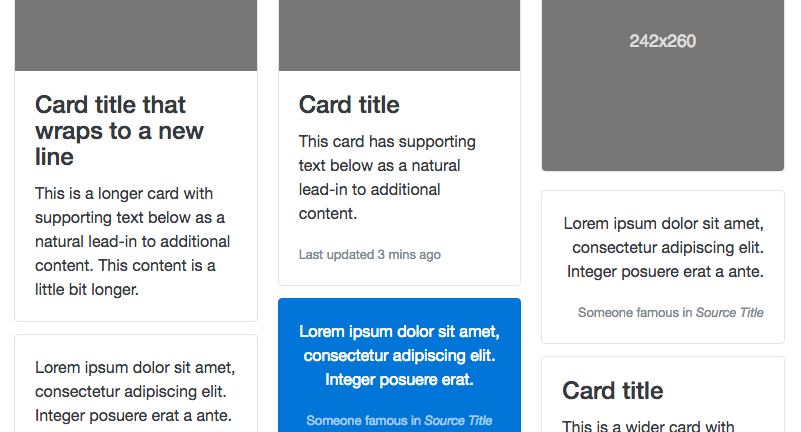 Card title that
wraps to a new
line
This is a longer card with
supporting text below as a
natural lead-in to additional
content. This content is a
little bit longer.
Lorem ipsum dolor sit amet,
consectetur adipiscing elit.
Integer posuere erat a ante.
Card title
This card has supporting
text below as a natural
lead-in to additional
content.
Last updated 3 mins ago
Lorem ipsum dolor sit amet,
consectetur adipiscing elit.
Integer posuere erat.
Someone famous in Source Title
242x260
Lorem ipsum dolor sit amet,
consectetur adipiscing elit.
Integer posuere erat a ante.
Someone famous in Source Title
Card title
This is a wider card with